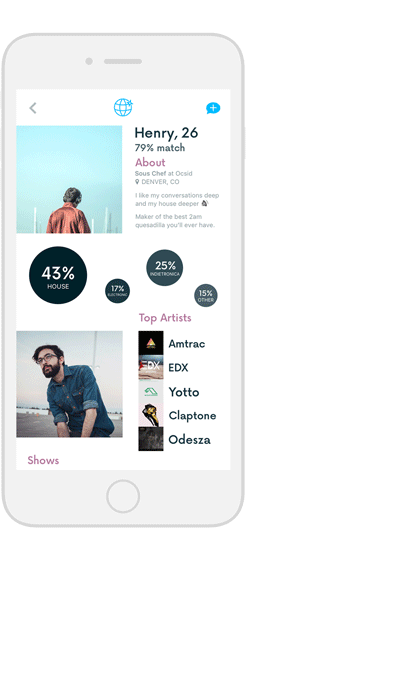 Henry, 26
79% match
About
Sous Chef at Ocsid
DENVER, CO
I like my conversations deep
and my house deeper
Maker of the best 2am
quesadilla you'll ever have
43%
HOUSE
17%
ELECTRONIC
25%
INDIETRONICA
15%
OTHER
Top Artists
Amtrac
EDX
EDX
Yotto
Claptone
Odesza
Shows